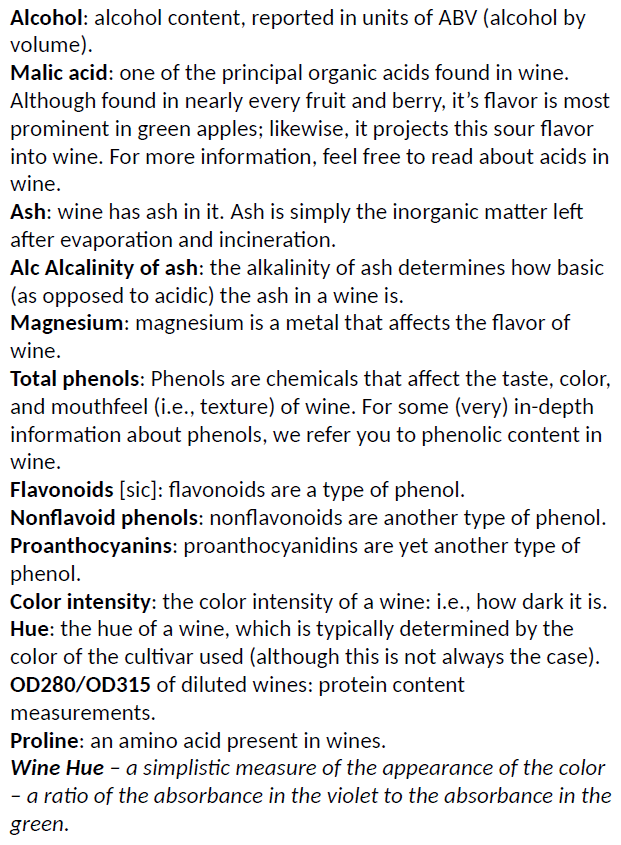 Alcohol: alcohol content, reported in units of ABV (alcohol by
volume).
Malic acid: one of the principal organic acids found in wine.
Although found in nearly every fruit and berry, it’s flavor is most
prominent in green apples; likewise, it projects this sour flavor
into wine. For more information, feel free to read about acids in
wine.
Ash: wine has ash in it. Ash is simply the inorganic matter left
after evaporation and incineration.
Alc Alcalinity of ash: the alkalinity of ash determines how basic
(as opposed to acidic) the ash in a wine is.
Magnesium: magnesium is a metal that affects the flavor of
wine.
Total phenols: Phenols are chemicals that affect the taste, color,
and mouthfeel (i.e., texture) of wine. For some (very) in-depth
information about phenols, we refer you to phenolic content in
wine.
Flavonoids [sic]: flavonoids are a type of phenol.
Nonflavoid phenols: nonflavonoids are another type of phenol.
Proanthocyanins: proanthocyanidins are yet another type of
phenol.
Color intensity: the color intensity of a wine: i.e., how dark it is.
Hue: the hue of a wine, which is typically determined by the
color of the cultivar used (although this is not always the case).
OD280/OD315 of diluted wines: protein content
measurements.
Proline: an amino acid present in wines.
Wine Hue – a simplistic measure of the appearance of the color
– a ratio of the absorbance in the violet to the absorbance in the
green.